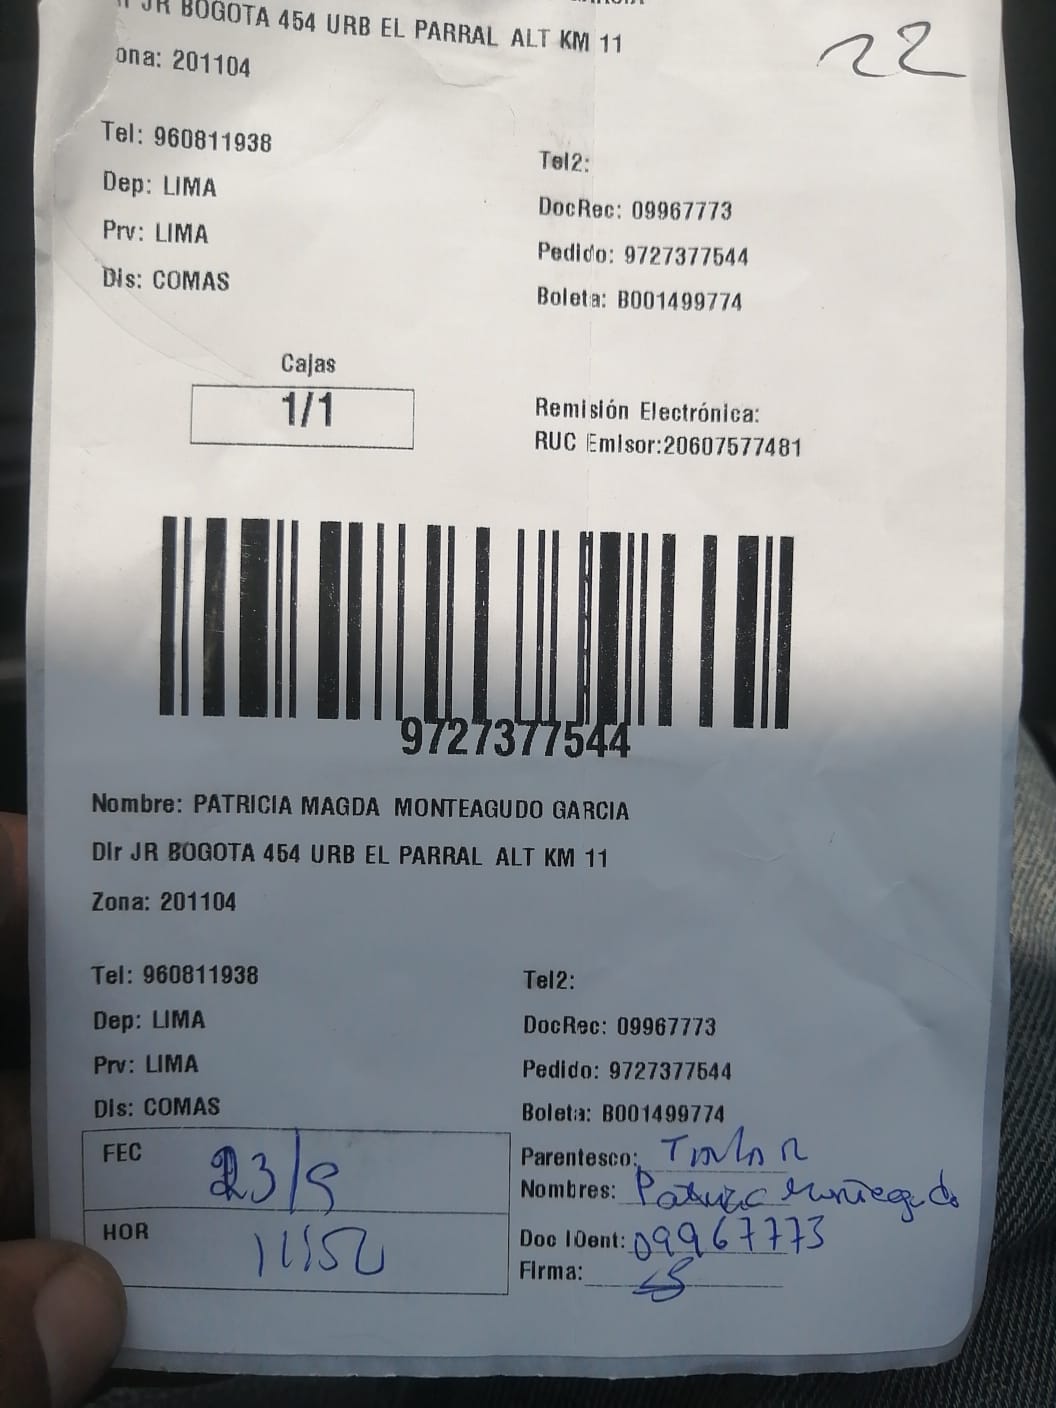 JR BOGOTA 454 URB EL PARRAL ALT KM 11
22
ona: 201104
Tel: 960811938
Tel2:
Dep: LIMA
DocRec: 09967773
Prv: LIMA
Pedido: 9727377544
Dis: COMAS
Boleta: B001499774
Cajas
1/1
Remisión Electrónica:
RUC Emisor:20607577481
9727377544
Nombre: PATRICIA MAGDA MONTEAGUDO GARCIA
Dir JR BOGOTA 454 URB EL PARRAL ALT KM 11
Zona: 201104
Tel: 960811938
Tel2:
Dep: LIMA
DocRec: 09967773
Prv: LIMA
Pedido: 9727377544
Dis: COMAS
Boleta: B001499774
FEC 23/9
Parentesco: Titular
Nombres: Patricia Monteagudo
HOR 11:52
Doc IDent: 09967773
Firma: